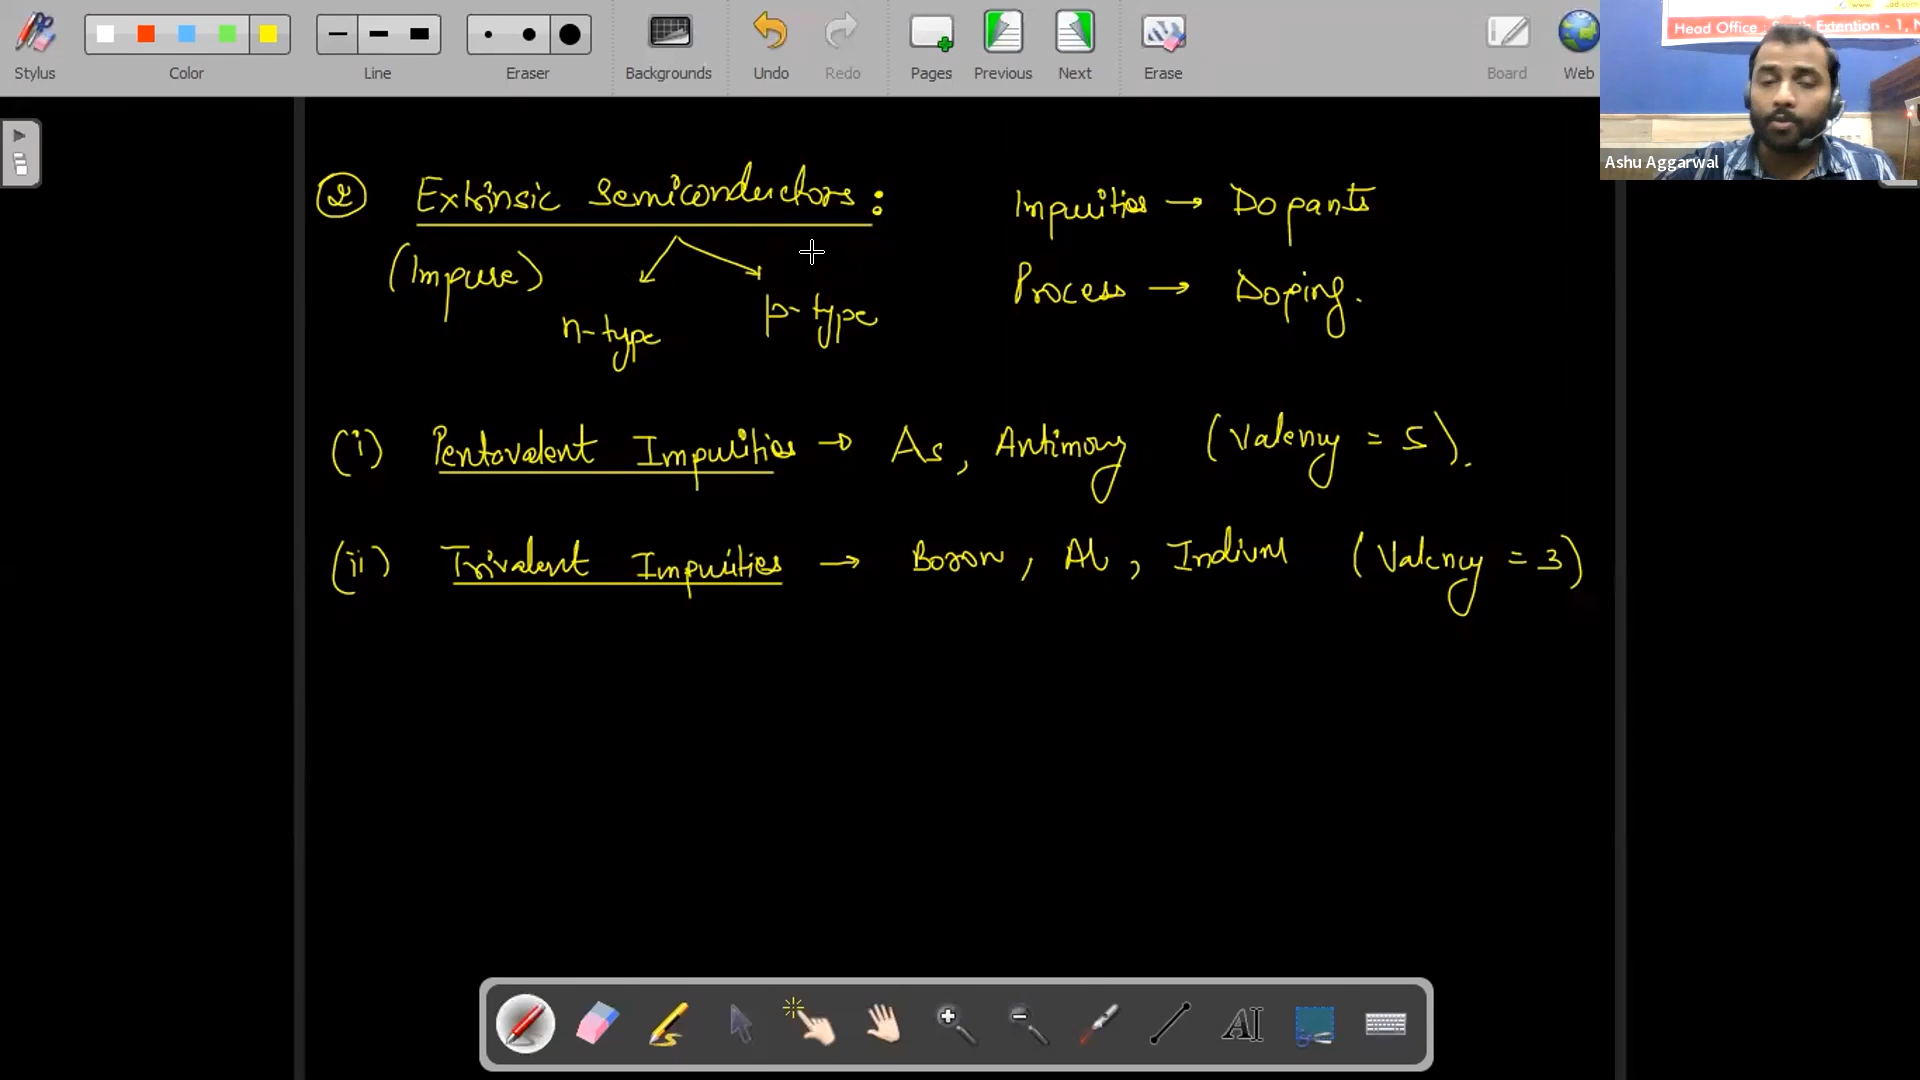 Stylus Color Line Eraser Backgrounds Undo Redo Pages Previous Next Erase Board Web
Head Office Extention - 1, N
Ashu Aggarwal
② Extrinsic Semiconductors: Impurities → Dopants
(Impure) Process → Doping.
n-type p-type
(i) Pentavalent Impurities → As, Antimony (Valency = 5).
(ii) Trivalent Impurities → Boron, Al, Indium (Valency = 3)
AI